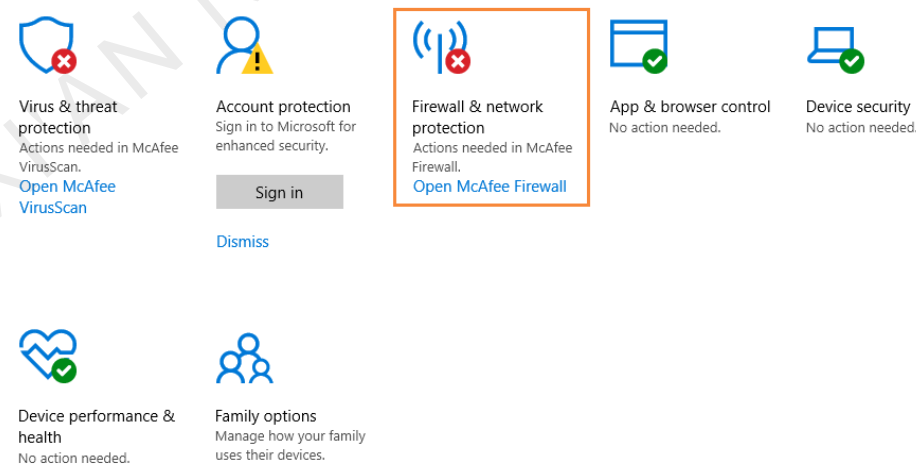 Virus & threat
protection
Actions needed in McAfee
VirusScan.
Open McAfee
VirusScan
Account protection
Sign in to Microsoft for
enhanced security.
Sign in
Dismiss
Firewall & network
protection
Actions needed in McAfee
Firewall.
Open McAfee Firewall
App & browser control
No action needed.
Device security
No action needed.
Device performance &
health
No action needed.
Family options
Manage how your family
uses their devices.